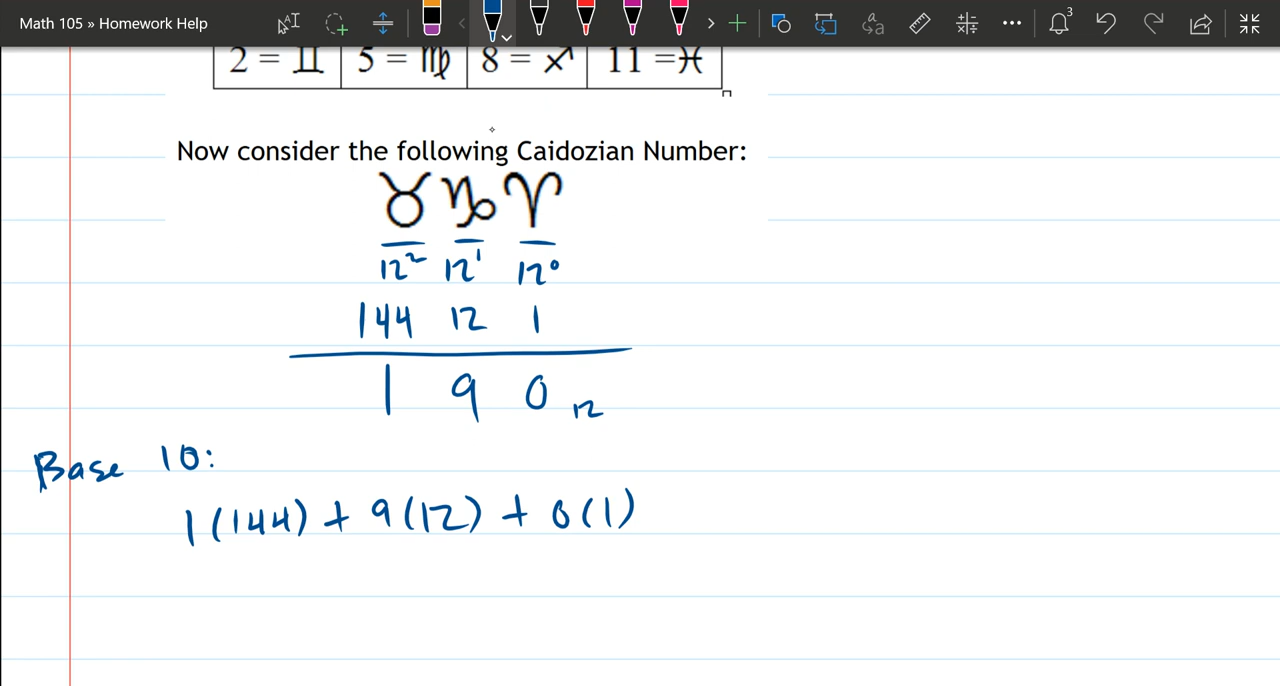 Math 105 » Homework Help
3
2 = ♊ 5 = ♍ 8 = ♐ 11 =♓
Now consider the following Caidozian Number:
♉ ♑ ♈
12² 12¹ 12⁰
144 12 1
1 9 0 12
Base 10:
1(144) + 9(12) + 0(1)